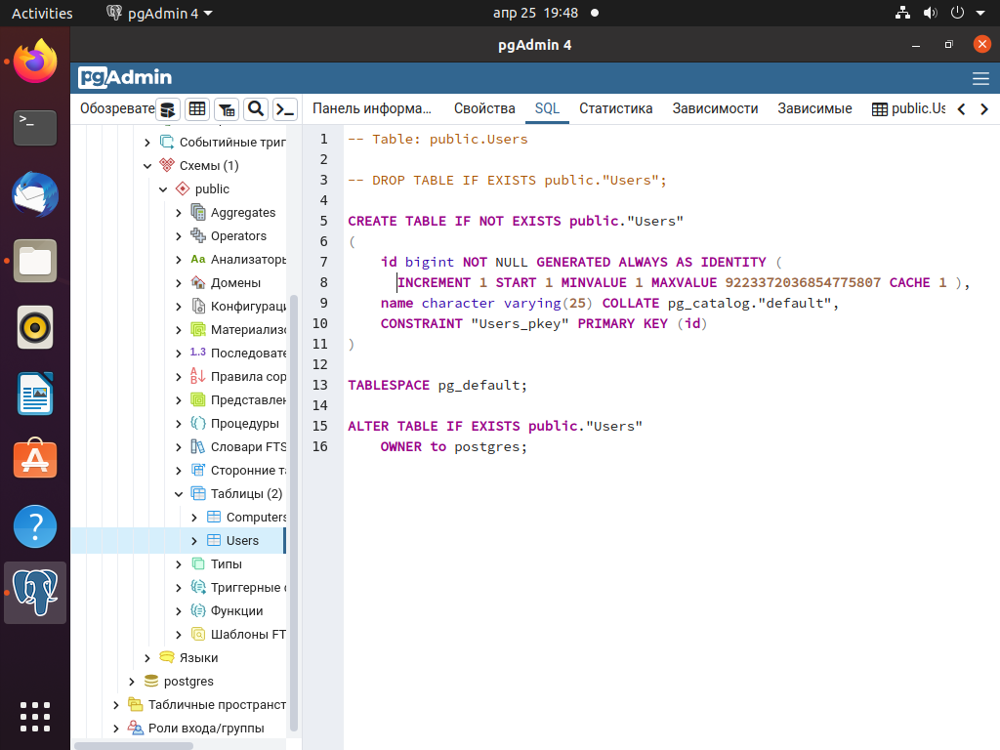 Activities
pgAdmin 4
апр 25 19:48
pgAdmin 4
pgAdmin
Обозревате
Панель информа...
Свойства
SQL
Статистика
Зависимости
Зависимые
public.Us
Событийные триг
Схемы (1)
public
Aggregates
Operators
Aa Анализаторы
Домены
Конфигураци
Материализо
1..3 Последовате
Правила сор
Представлен
Процедуры
Словари FTS
Сторонние та
Таблицы (2)
Computers
Users
Типы
Триггерные ф
Функции
Шаблоны FT
Языки
postgres
Табличные пространст
Роли входа/группы
1 -- Table: public.Users
2
3 -- DROP TABLE IF EXISTS public."Users";
4
5 CREATE TABLE IF NOT EXISTS public."Users"
6 (
7 id bigint NOT NULL GENERATED ALWAYS AS IDENTITY (
8 INCREMENT 1 START 1 MINVALUE 1 MAXVALUE 9223372036854775807 CACHE 1 ),
9 name character varying(25) COLLATE pg_catalog."default",
10 CONSTRAINT "Users_pkey" PRIMARY KEY (id)
11 )
12
13 TABLESPACE pg_default;
14
15 ALTER TABLE IF EXISTS public."Users"
16 OWNER to postgres;